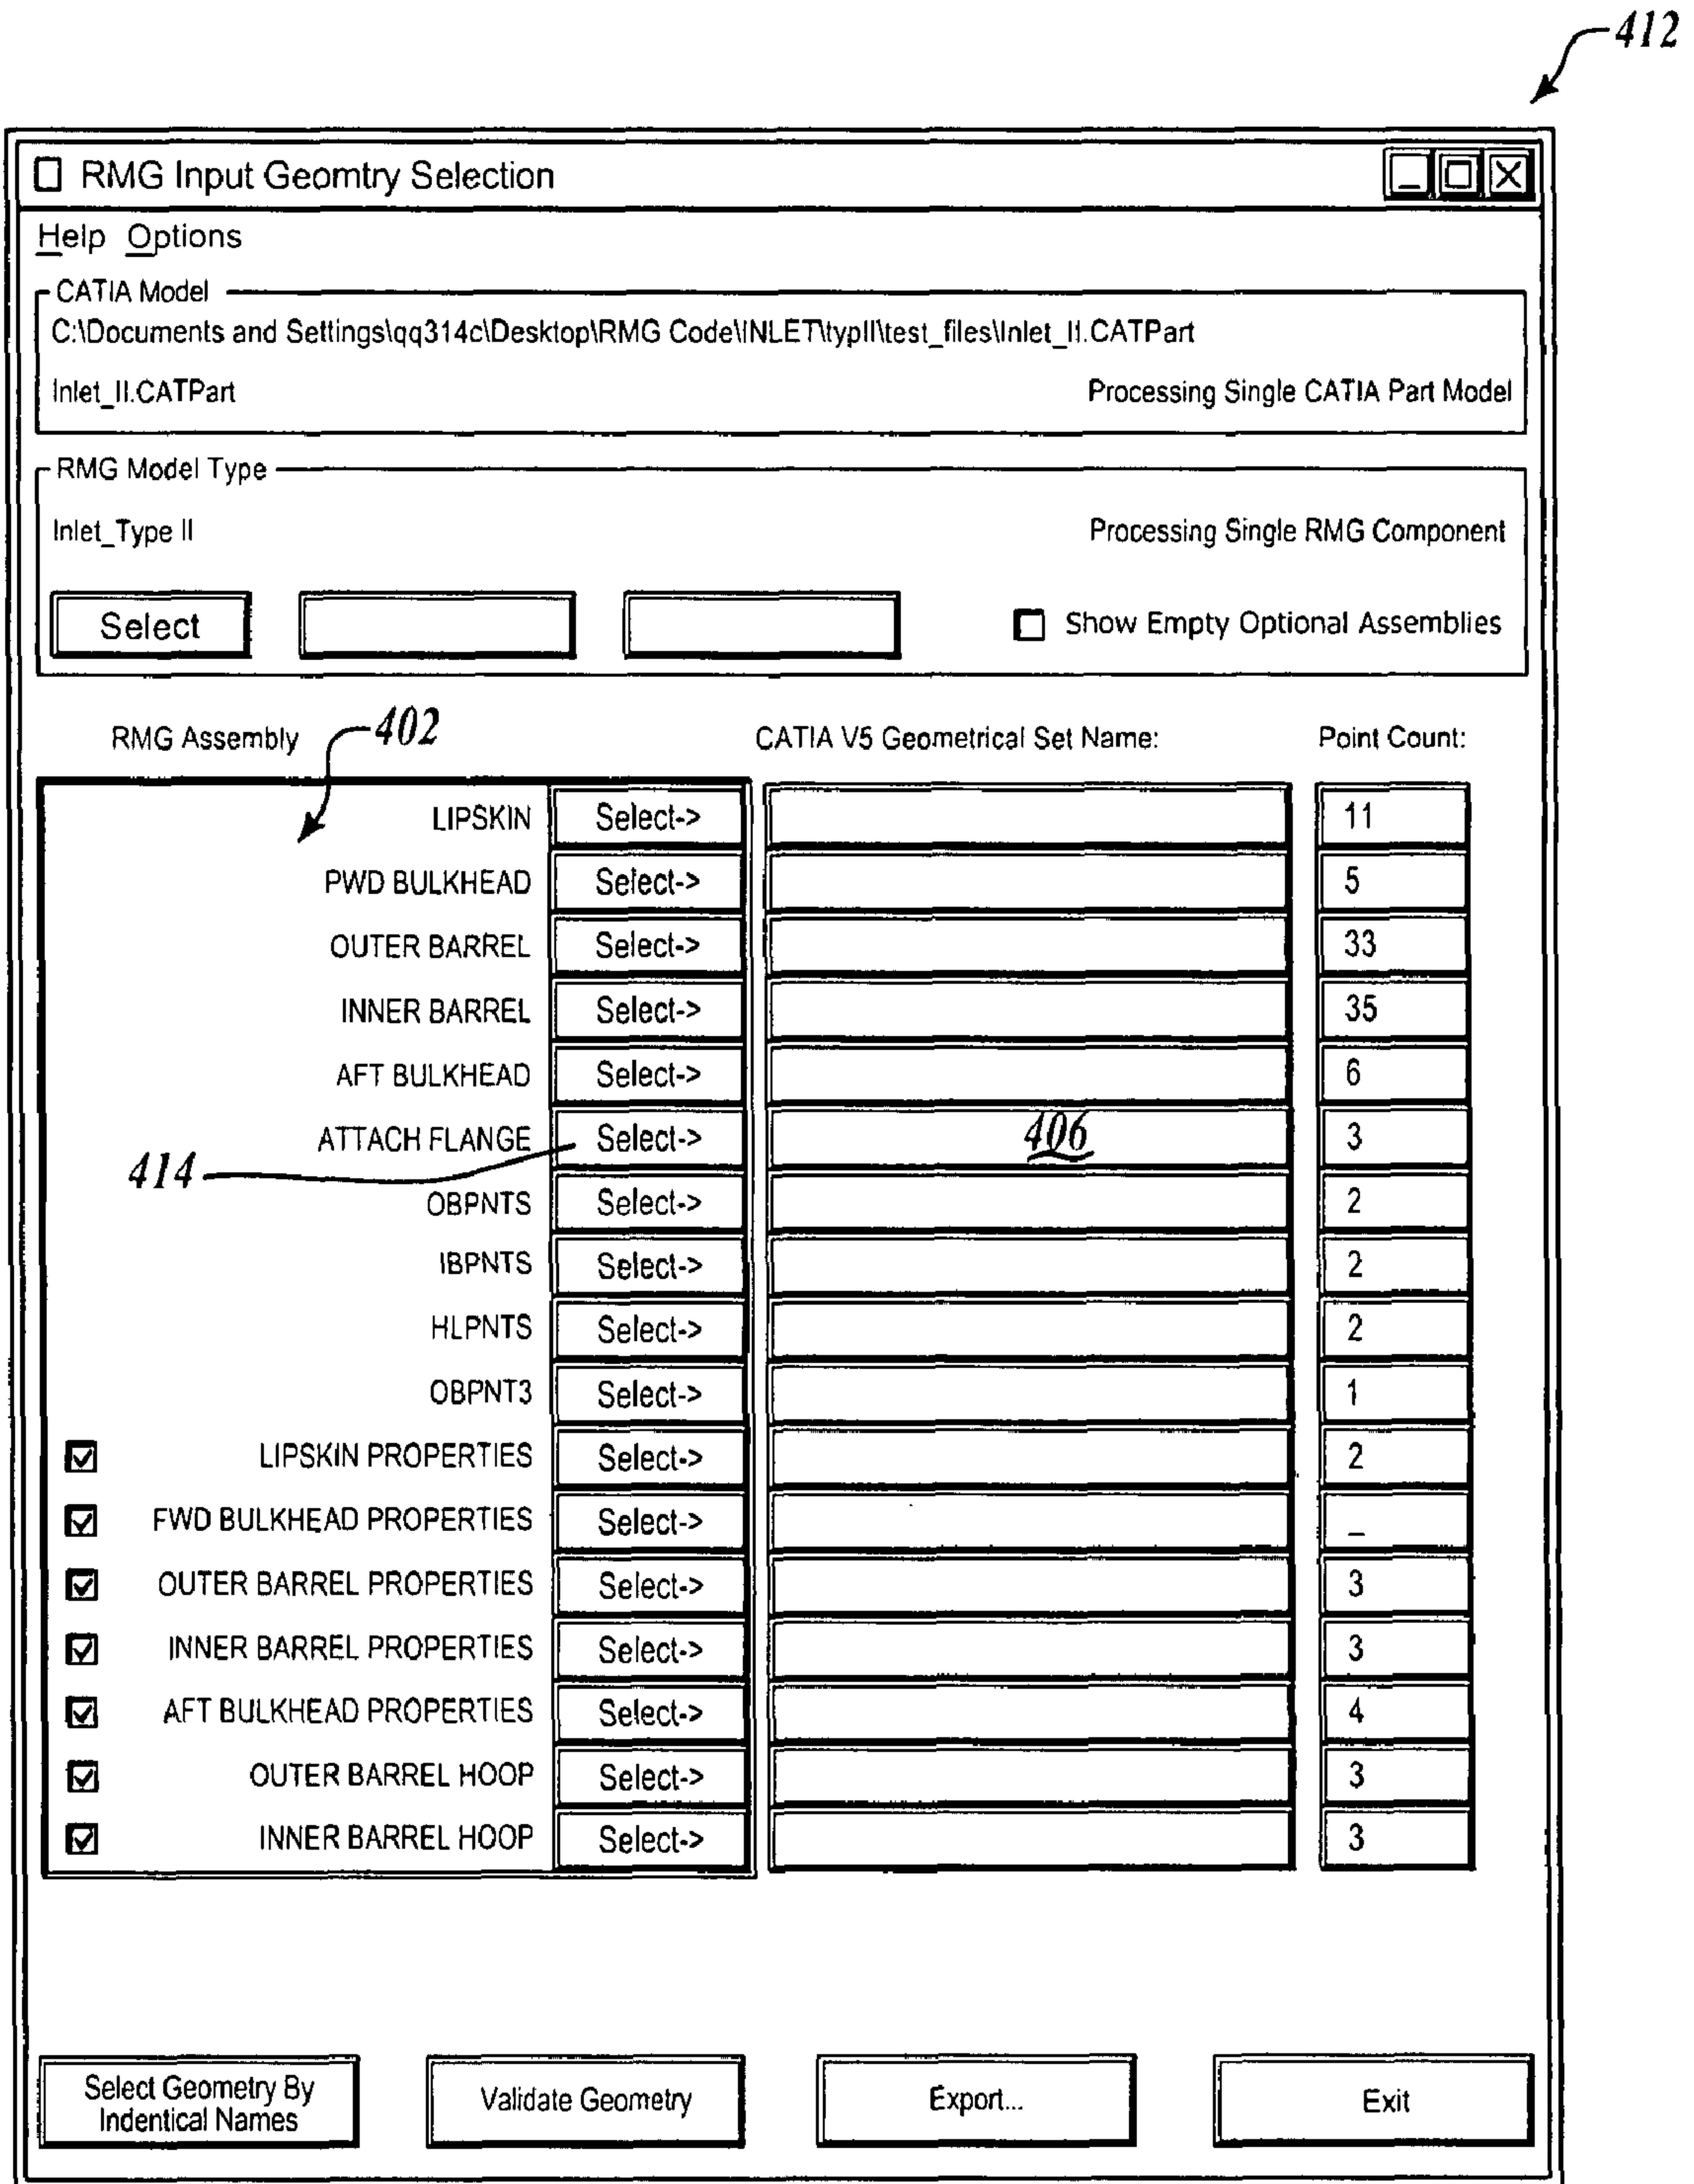 412
RMG Input Geomtry Selection
Help Options
CATIA Model
C:\Documents and Settings\qq314c\Desktop\RMG Code\INLET\typII\test_files\Inlet_II.CATPart
Inlet_II.CATPart Processing Single CATIA Part Model
RMG Model Type
Inlet_Type II Processing Single RMG Component
Select Show Empty Optional Assemblies
RMG Assembly 402 CATIA V5 Geometrical Set Name: Point Count:
LIPSKIN Select-> 11
PWD BULKHEAD Select-> 5
OUTER BARREL Select-> 33
INNER BARREL Select-> 35
AFT BULKHEAD Select-> 6
ATTACH FLANGE Select-> 406 3
414
OBPNTS Select-> 2
IBPNTS Select-> 2
HLPNTS Select-> 2
OBPNT3 Select-> 1
LIPSKIN PROPERTIES Select-> 2
FWD BULKHEAD PROPERTIES Select-> _
OUTER BARREL PROPERTIES Select-> 3
INNER BARREL PROPERTIES Select-> 3
AFT BULKHEAD PROPERTIES Select-> 4
OUTER BARREL HOOP Select-> 3
INNER BARREL HOOP Select-> 3
Select Geometry By
Indentical Names
Validate Geometry Export... Exit